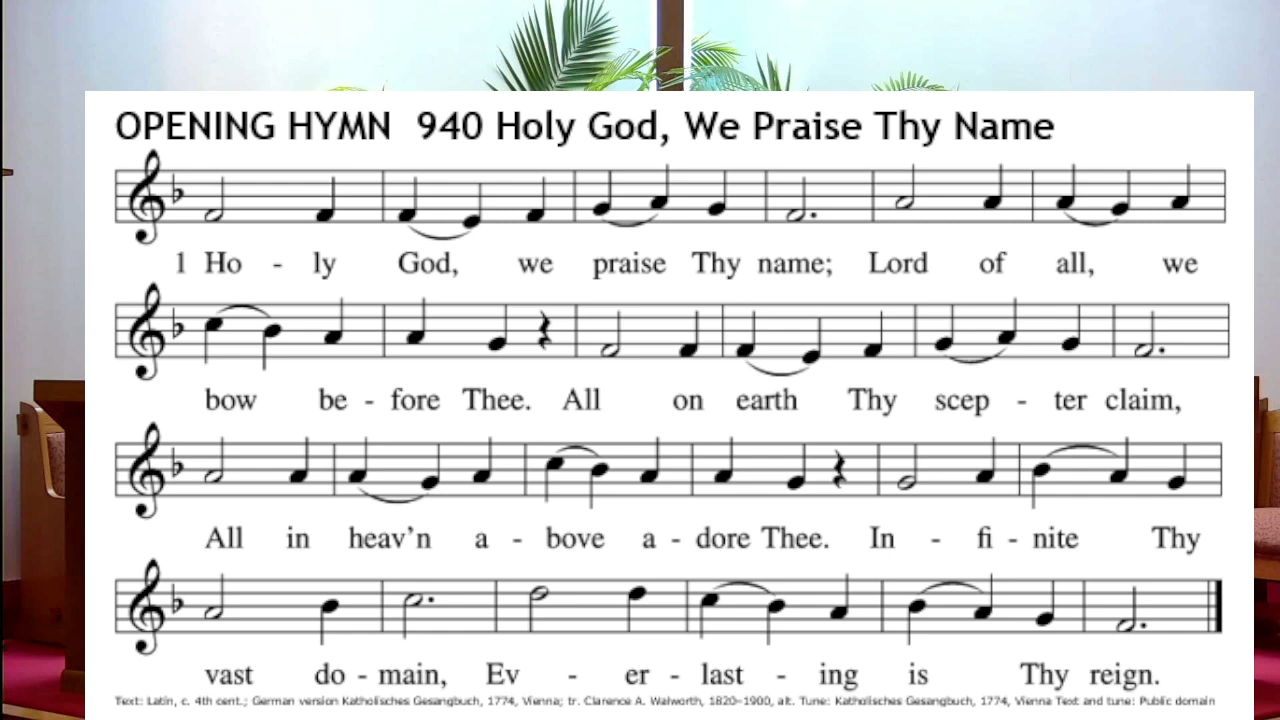 OPENING HYMN 940 Holy God, We Praise Thy Name
1 Ho - ly God, we praise Thy name; Lord of all, we
bow be - fore Thee. All on earth Thy scep - ter claim,
All in heav'n a - bove a - dore Thee. In - fi - nite Thy
vast do - main, Ev - er - last - ing is Thy reign.
Text: Latin, c. 4th cent.; German version Katholisches Gesangbuch, 1774, Vienna; tr. Clarence A. Walworth, 1820–1900, alt. Tune: Katholisches Gesangbuch, 1774, Vienna Text and tune: Public domain